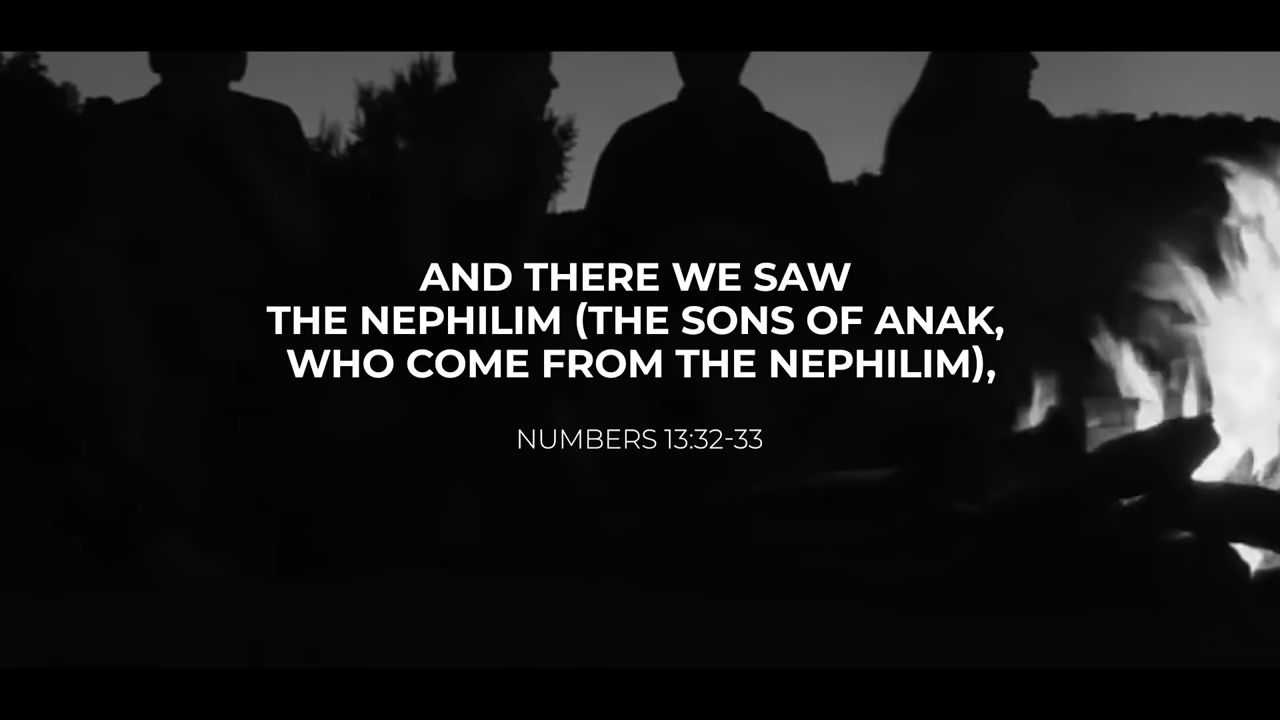 AND THERE WE SAW
THE NEPHILIM (THE SONS OF ANAK,
WHO COME FROM THE NEPHILIM),
NUMBERS 13:32-33